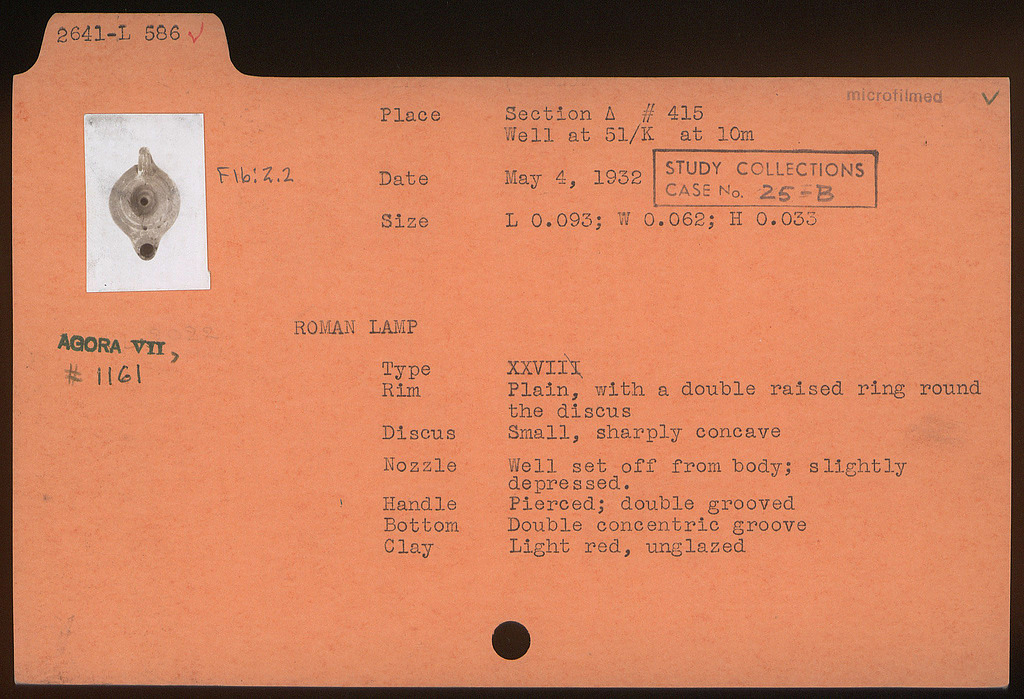 2641-L 586 ✓
microfilmed ✓
Place Section Δ # 415
Well at 51/K at 10m
F16:2.2
Date May 4, 1932
STUDY COLLECTIONS
CASE No. 25-B
Size L 0.093; W 0.062; H 0.033
ROMAN LAMP
AGORA VII,
# 1161
Type XXVIII
Rim Plain, with a double raised ring round
the discus
Discus Small, sharply concave
Nozzle Well set off from body; slightly
depressed.
Handle Pierced; double grooved
Bottom Double concentric groove
Clay Light red, unglazed